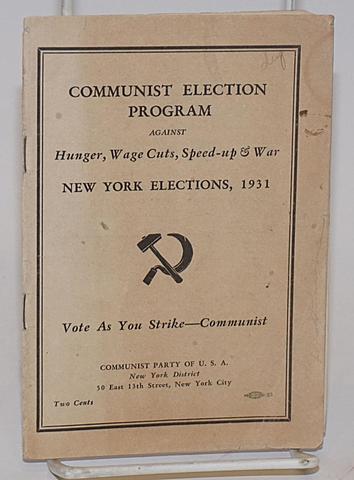 COMMUNIST ELECTION
PROGRAM
AGAINST
Hunger, Wage Cuts, Speed-up & War
NEW YORK ELECTIONS, 1931
Vote As You Strike—Communist
COMMUNIST PARTY OF U. S. A.
New York District
50 East 13th Street, New York City
Two Cents